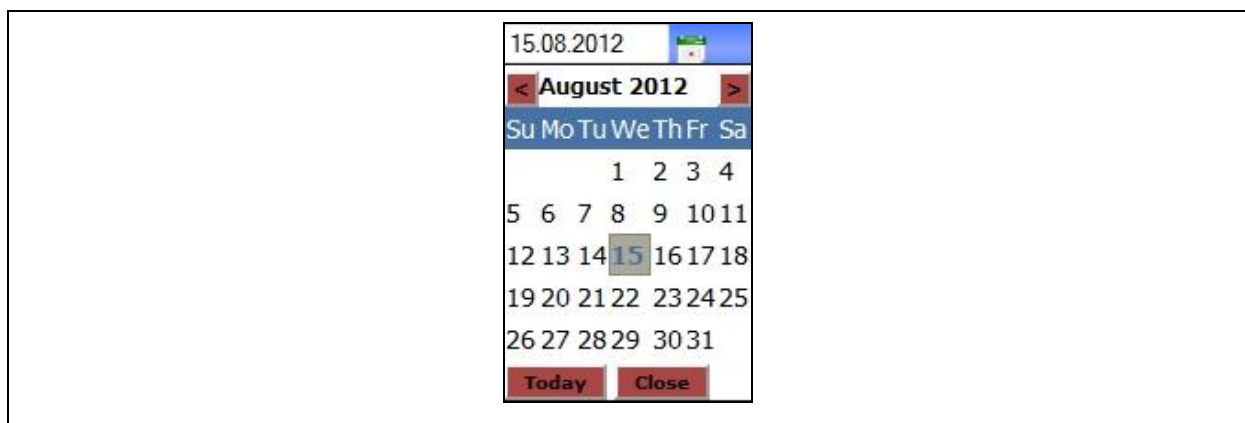 15.08.2012
< August 2012 >
Su Mo Tu We Th Fr Sa
1 2 3 4
5 6 7 8 9 10 11
12 13 14 15 16 17 18
19 20 21 22 23 24 25
26 27 28 29 30 31
Today Close